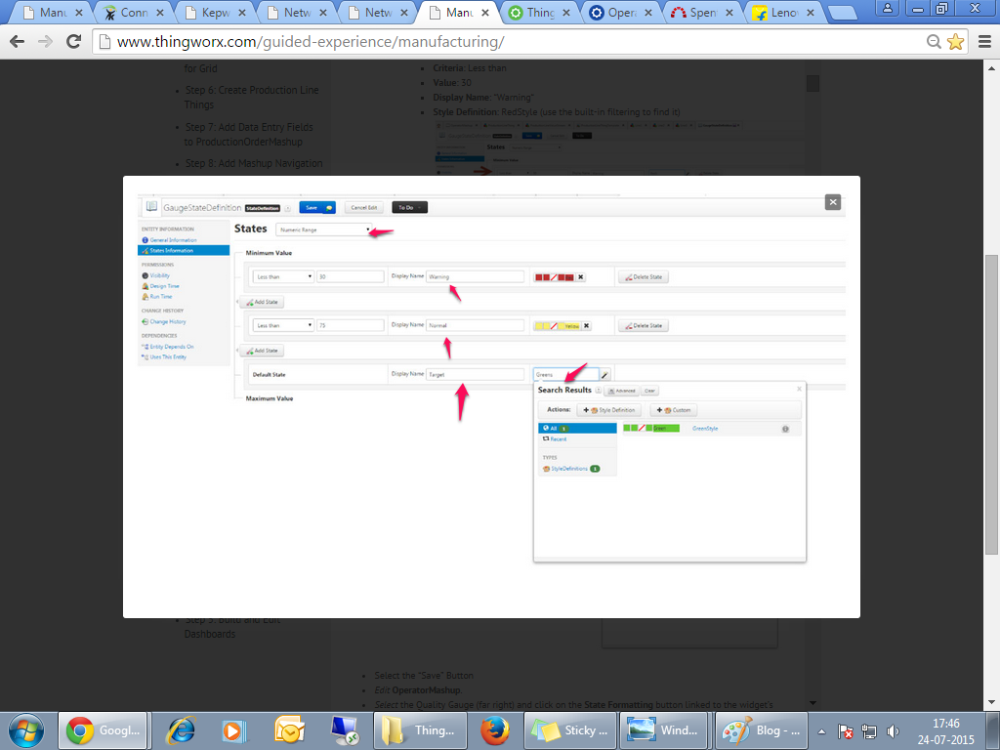 Manu
Conn
Kepw
Netw
Netw
Manu
Thing
Opera
Spen
Lenov
www.thingworx.com/guided-experience/manufacturing/
for Grid
Step 6: Create Production Line
Things
Step 7: Add Data Entry Fields
to ProductionOrderMashup
Step 8: Add Mashup Navigation
Criteria: Less than
Value: 30
Display Name: "Warning"
Style Definition: RedStyle (use the built-in filtering to find it)
GaugeStateDefinition StateDefinition Save Cancel Edit To Do
ENTITY INFORMATION
General Information
States Information
PERMISSIONS
Visibility
Design Time
Run Time
CHANGE HISTORY
Change History
DEPENDENCIES
Entity Depends On
Uses This Entity
States Numeric Range
Minimum Value
Less than 30 Display Name Warning Delete State
Add State
Less than 75 Display Name Normal Yellow Delete State
Add State
Default State Display Name Target Greens
Maximum Value
Search Results Advanced Clear
Actions: + Style Definition + Custom
All 1 Green GreenStyle
Recent
TYPES
StyleDefinitions 1
Step 5: Build and Edit
Dashboards
Select the "Save" Button
Edit OperatorMashup.
Select the Quality Gauge (far right) and click on the State Formatting button linked to the widget's
Googl...
Thing...
Sticky ...
Wind...
Blog - ...
17:46
24-07-2015